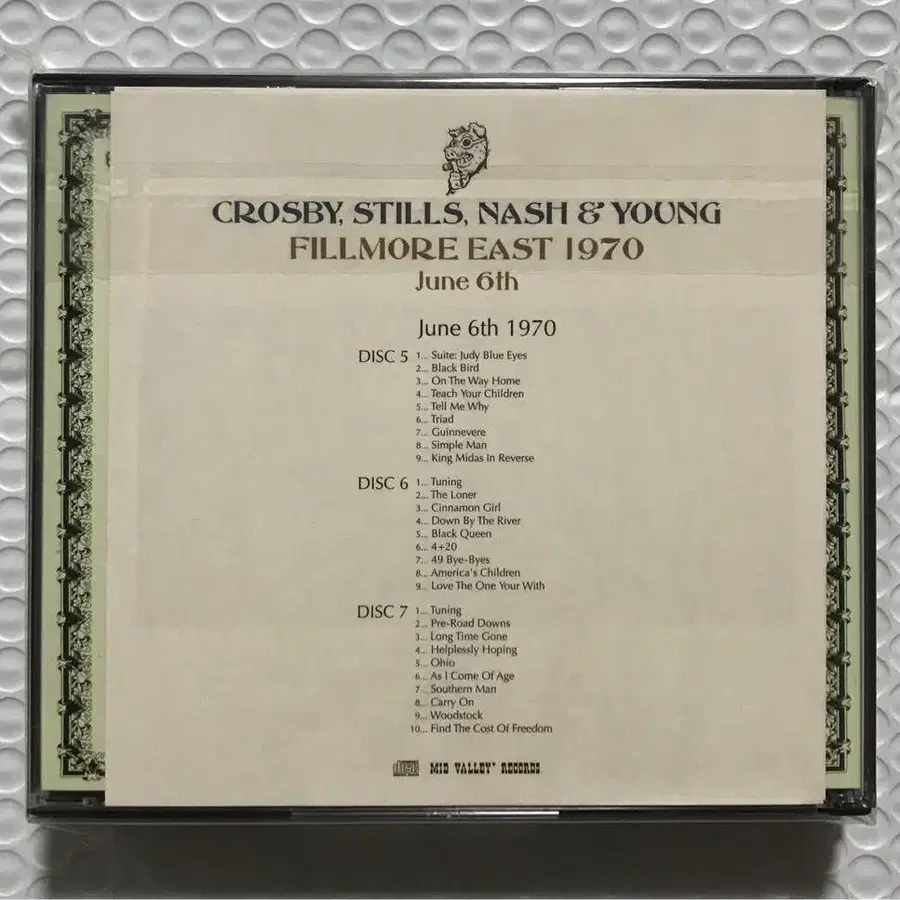 CROSBY, STILLS, NASH & YOUNG
FILLMORE EAST 1970
June 6th
June 6th 1970
DISC 5 1... Suite: Judy Blue Eyes
2... Black Bird
3... On The Way Home
4... Teach Your Children
5... Tell Me Why
6... Triad
7... Guinnevere
8... Simple Man
9... King Midas In Reverse
DISC 6 1... Tuning
2... The Loner
3... Cinnamon Girl
4... Down By The River
5... Black Queen
6... 4+20
7... 49 Bye-Byes
8... America's Children
9... Love The One Your With
DISC 7 1... Tuning
2... Pre-Road Downs
3... Long Time Gone
4... Helplessly Hoping
5... Ohio
6... As I Come Of Age
7... Southern Man
8... Carry On
9... Woodstock
10... Find The Cost Of Freedom
disc MID VALLEY' RECORDS